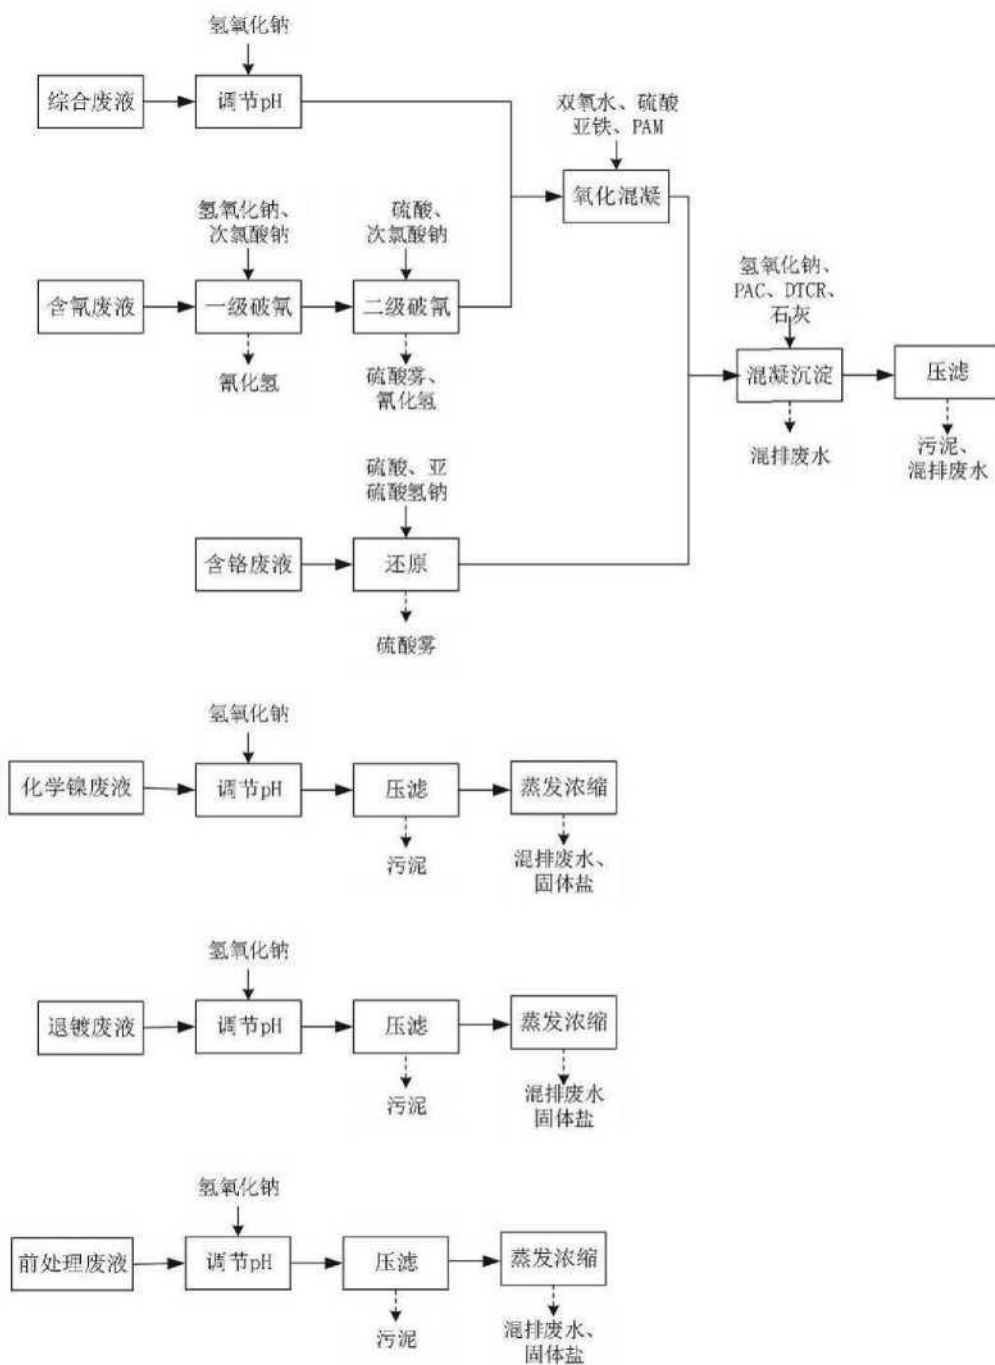 氢氧化钠
综合废液
调节pH
双氧水、硫酸
亚铁、PAM
氧化混凝
氢氧化钠、
次氯酸钠
硫酸、
次氯酸钠
含氰废液
一级破氰
二级破氰
氰化氢
硫酸雾、
氰化氢
氢氧化钠、
PAC、DTCR、
石灰
混凝沉淀
压滤
混排废水
污泥、
混排废水
硫酸、亚
硫酸氢钠
含铬废液
还原
硫酸雾
氢氧化钠
化学镍废液
调节pH
压滤
蒸发浓缩
污泥
混排废水、
固体盐
氢氧化钠
退镀废液
调节pH
压滤
蒸发浓缩
污泥
混排废水
固体盐
氢氧化钠
前处理废液
调节pH
压滤
蒸发浓缩
污泥
混排废水、
固体盐